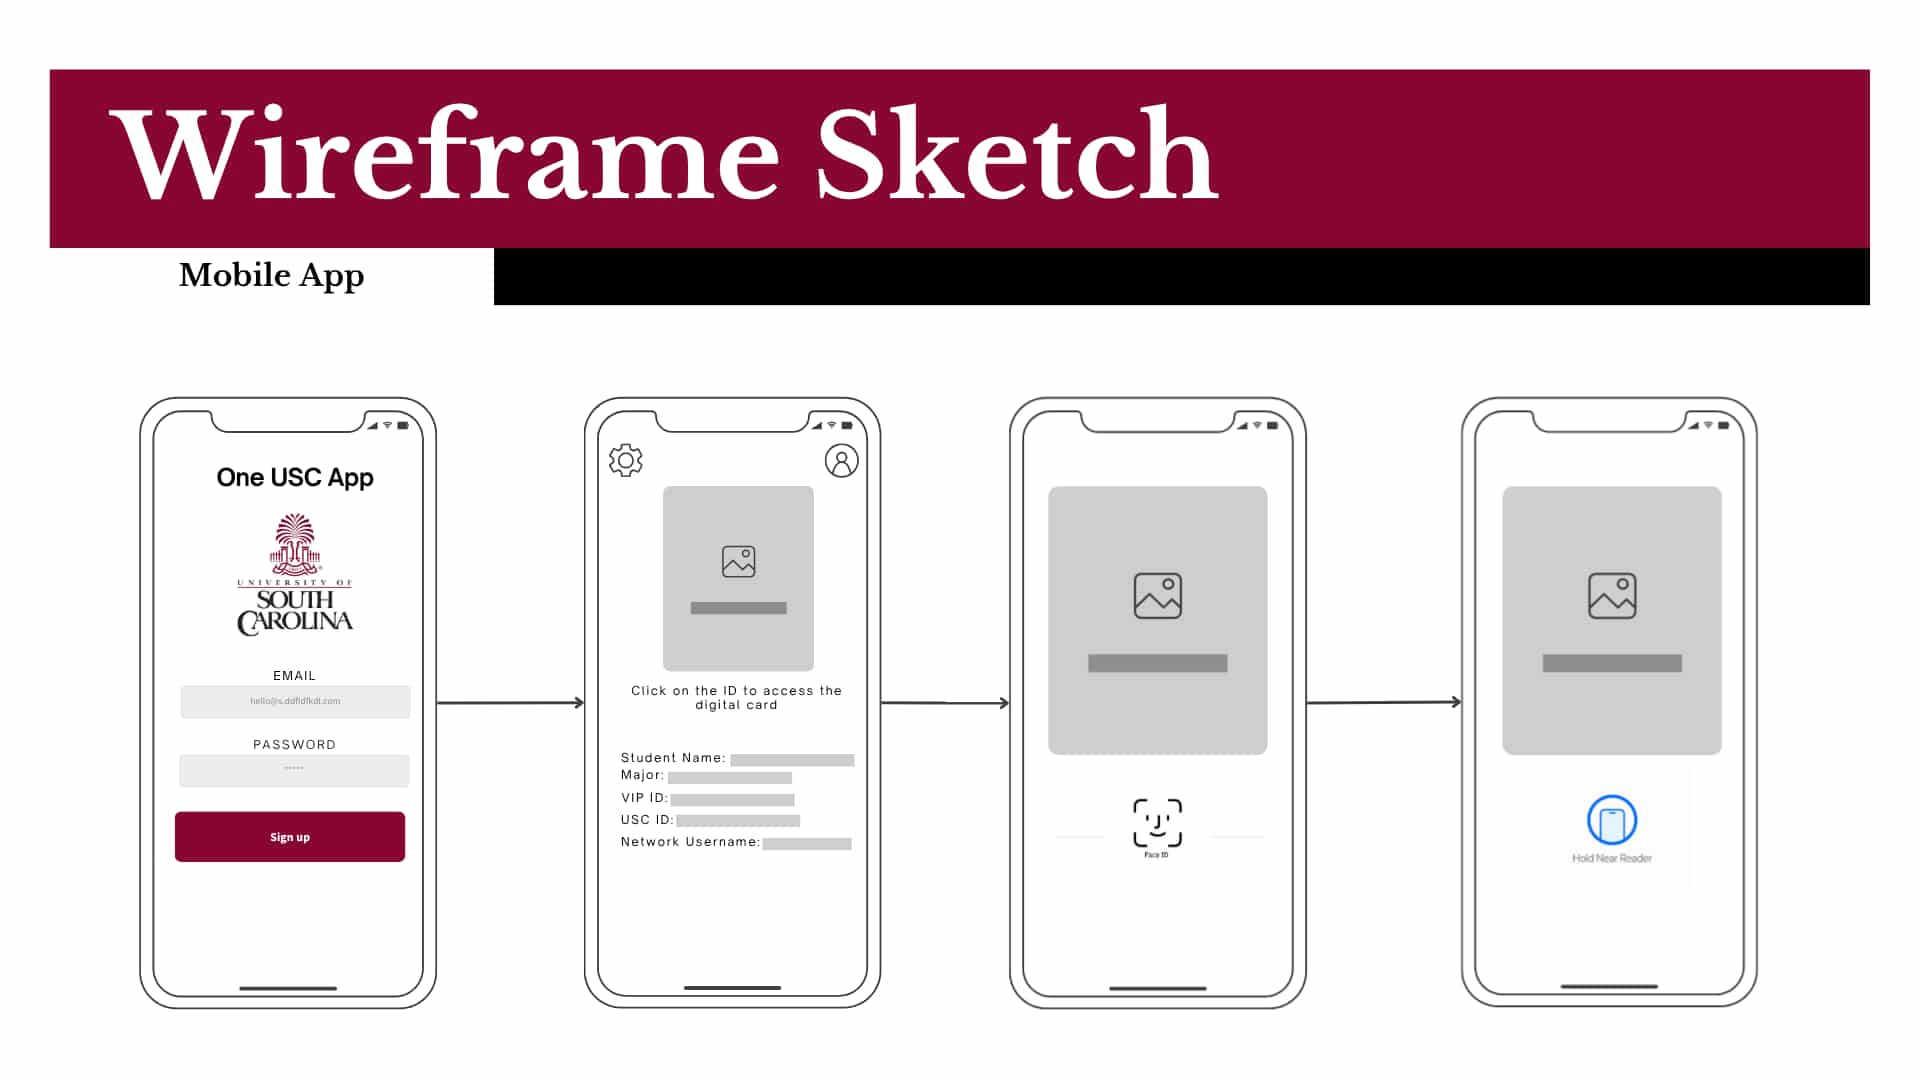 Wireframe Sketch
Mobile App
One USC App
UNIVERSITY OF
SOUTH
CAROLINA
EMAIL
hello@s.ddfldfkdt.com
PASSWORD
•••••
Sign up
Click on the ID to access the
digital card
Student Name:
Major:
VIP ID:
USC ID:
Network Username:
Face ID
Hold Near Reader